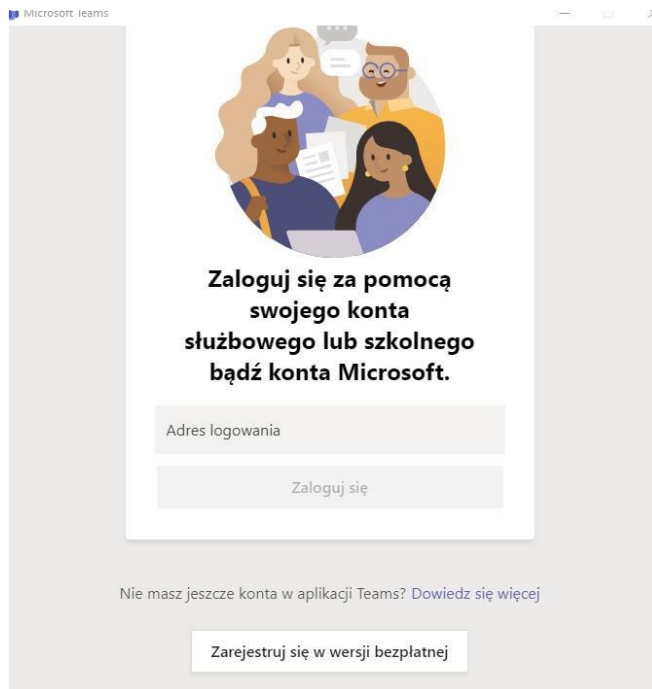 Microsoft Teams
Zaloguj się za pomocą
swojego konta
służbowego lub szkolnego
bądź konta Microsoft.
Adres logowania
Zaloguj się
Nie masz jeszcze konta w aplikacji Teams? Dowiedz się więcej
Zarejestruj się w wersji bezpłatnej